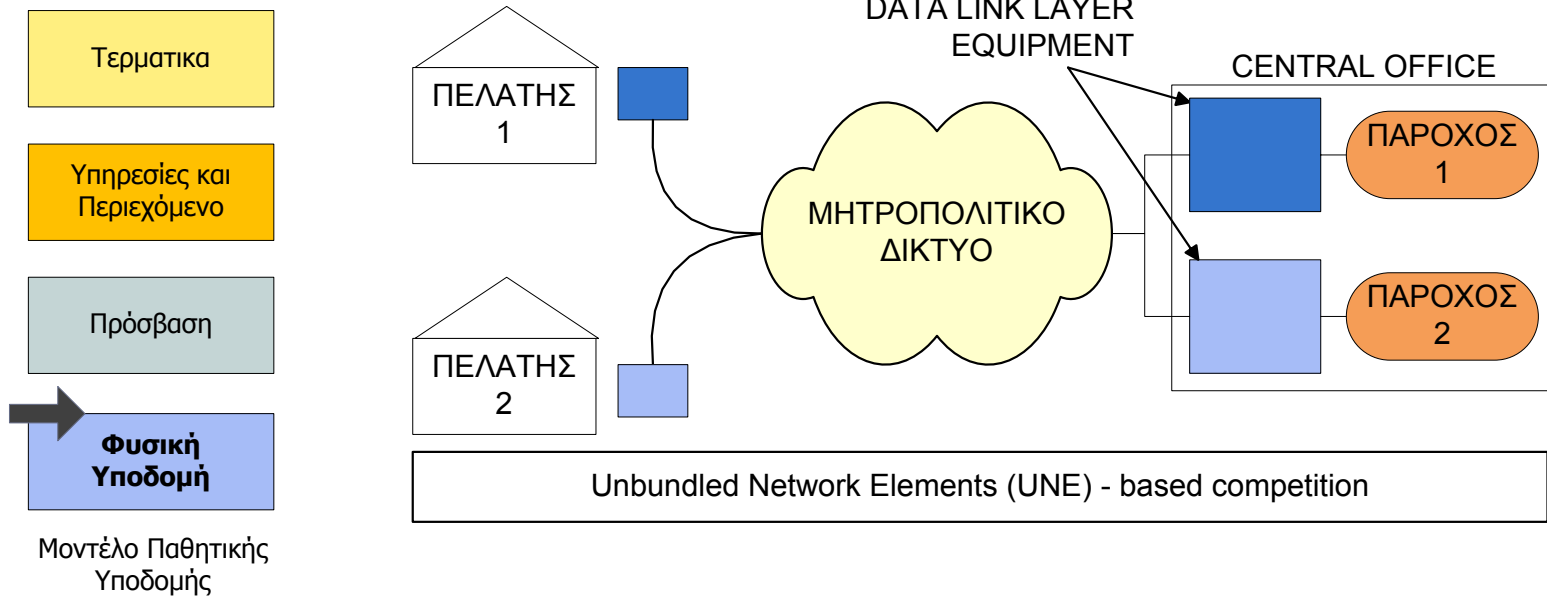 Τερματικα
Υπηρεσίες και
Περιεχόμενο
Πρόσβαση
Φυσική
Υποδομή
Μοντέλο Παθητικής
Υποδομής
ΠΕΛΑΤΗΣ
1
ΠΕΛΑΤΗΣ
2
ΜΗΤΡΟΠΟΛΙΤΙΚΟ
ΔΙΚΤΥΟ
DATA LINK LAYER
EQUIPMENT
CENTRAL OFFICE
ΠΑΡΟΧΟΣ
1
ΠΑΡΟΧΟΣ
2
Unbundled Network Elements (UNE) - based competition